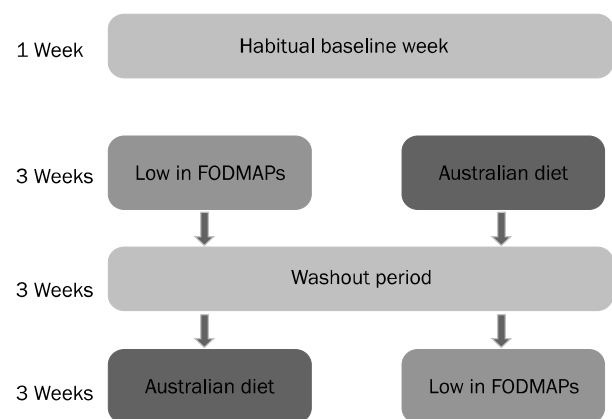 1 Week
Habitual baseline week
3 Weeks
Low in FODMAPs
Australian diet
3 Weeks
Washout period
3 Weeks
Australian diet
Low in FODMAPs